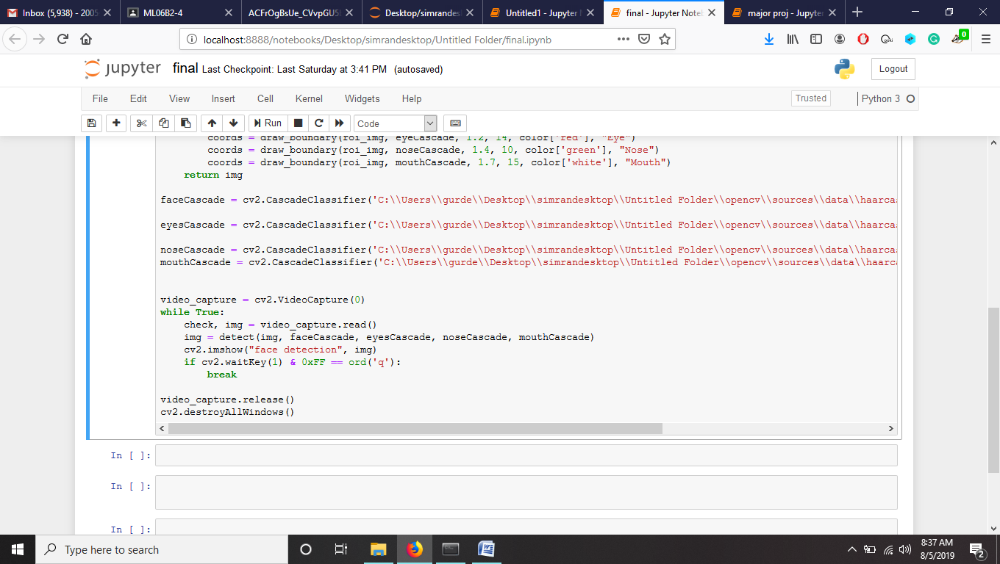 Inbox (5,938) - 2005
ML06B2-4
ACFrOgBsUe_CVvpGU5
Desktop/simrandes
Untitled1 - Jupyter N
final - Jupyter Note
major proj - Jupyter
localhost:8888/notebooks/Desktop/simrandesktop/Untitled Folder/final.ipynb
0
jupyter final Last Checkpoint: Last Saturday at 3:41 PM (autosaved)
Logout
File Edit View Insert Cell Kernel Widgets Help
Trusted
Python 3
Run
Code
coords = draw_boundary(roi_img, eyeCascade, 1.2, 14, color['red'], "Eye")
coords = draw_boundary(roi_img, noseCascade, 1.4, 10, color['green'], "Nose")
coords = draw_boundary(roi_img, mouthCascade, 1.7, 15, color['white'], "Mouth")
return img
faceCascade = cv2.CascadeClassifier('C:\\Users\\gurde\\Desktop\\simrandesktop\\Untitled Folder\\opencv\\sources\\data\\haarca
eyesCascade = cv2.CascadeClassifier('C:\\Users\\gurde\\Desktop\\simrandesktop\\Untitled Folder\\opencv\\sources\\data\\haarca
noseCascade = cv2.CascadeClassifier('C:\\Users\\gurde\\Desktop\\simrandesktop\\Untitled Folder\\opencv\\sources\\data\\haarca
mouthCascade = cv2.CascadeClassifier('C:\\Users\\gurde\\Desktop\\simrandesktop\\Untitled Folder\\opencv\\sources\\data\\haarc
video_capture = cv2.VideoCapture(0)
while True:
check, img = video_capture.read()
img = detect(img, faceCascade, eyesCascade, noseCascade, mouthCascade)
cv2.imshow("face detection", img)
if cv2.waitKey(1) & 0xFF == ord('q'):
break
video_capture.release()
cv2.destroyAllWindows()
In [ ]:
In [ ]:
In [ ]:
Type here to search
8:37 AM
8/5/2019
2